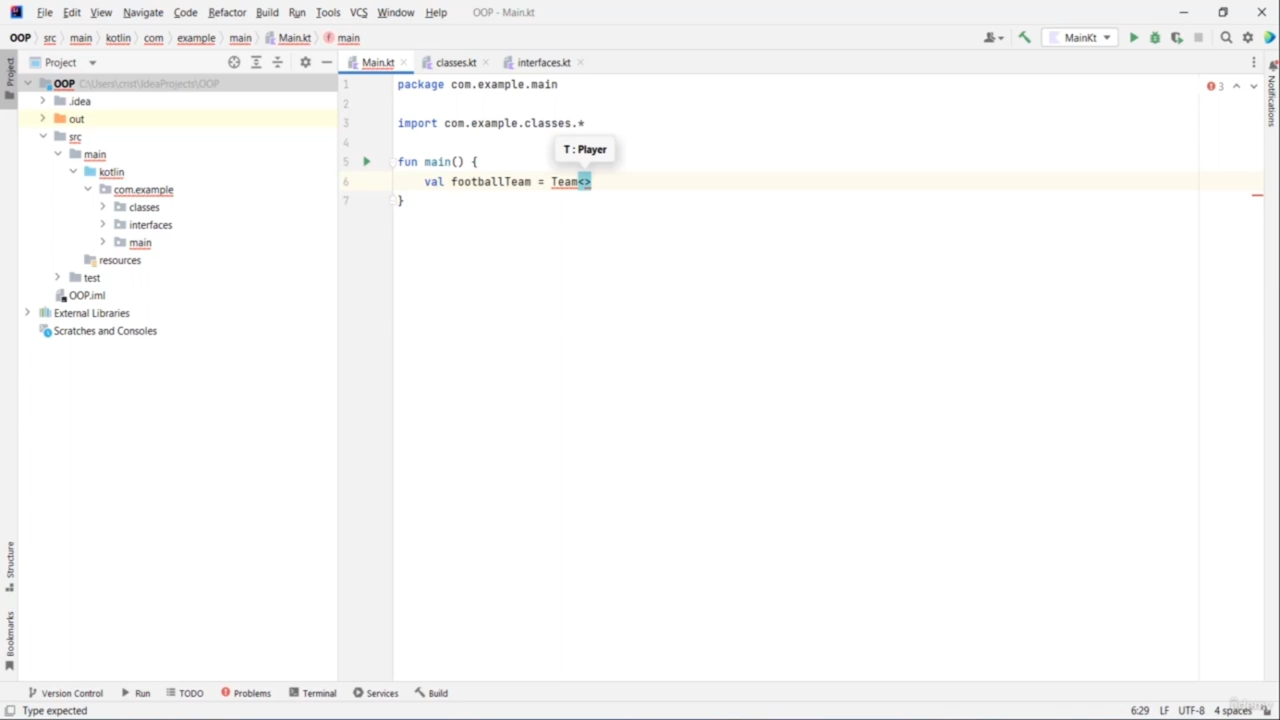 File Edit View Navigate Code Refactor Build Run Tools VCS Window Help OOP - Main.kt
OOP src main kotlin com example main Main.kt main MainKt
Project Main.kt classes.kt interfaces.kt
Project
Notifications
OOP C:\Users\crist\IdeaProjects\OOP
.idea
out
src
main
kotlin
com.example
classes
interfaces
main
resources
test
OOP.iml
External Libraries
Scratches and Consoles
1 package com.example.main
2
3 import com.example.classes.*
4
T : Player
5 fun main() {
6 val footballTeam = Team<>
7 }
3
Structure
Bookmarks
Version Control Run TODO Problems Terminal Services Build
Type expected 6:29 LF UTF-8 4 spaces